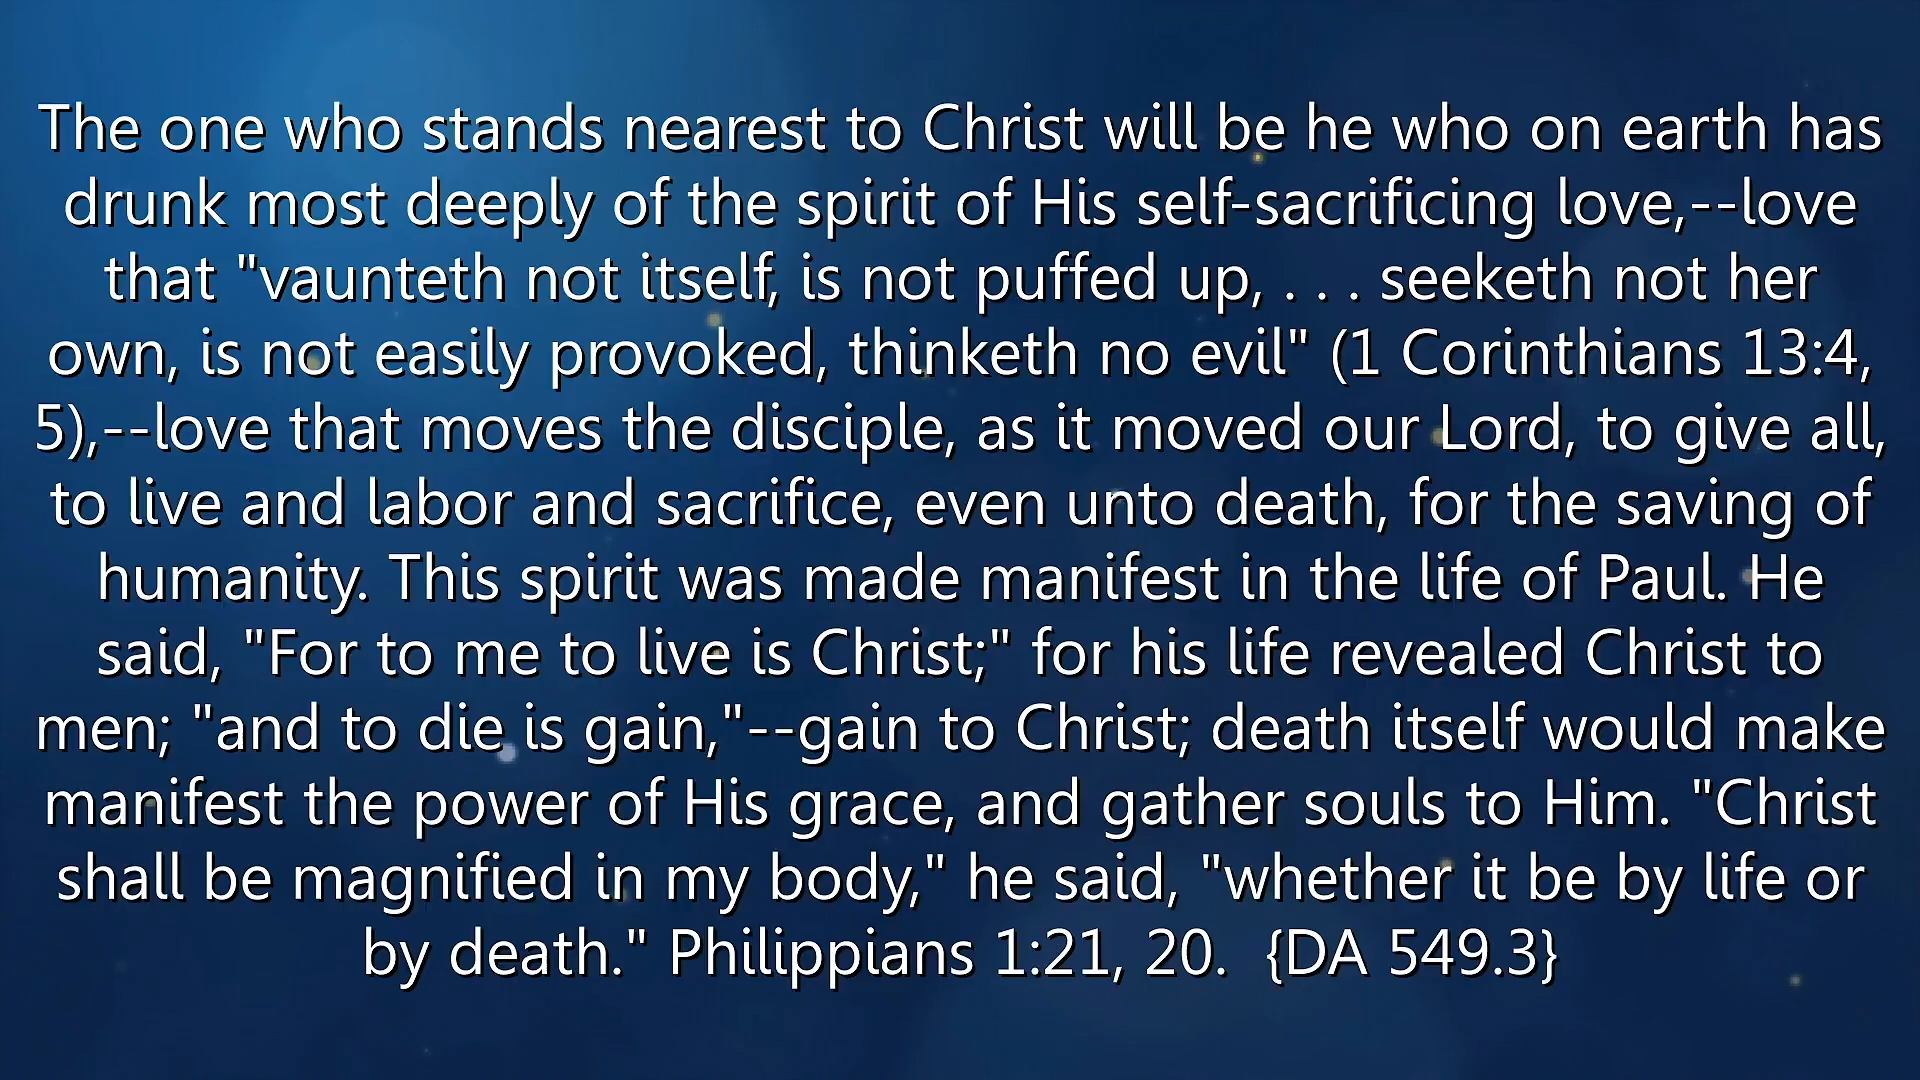 The one who stands nearest to Christ will be he who on earth has
drunk most deeply of the spirit of His self-sacrificing love,--love
that "vaunteth not itself, is not puffed up, . . . seeketh not her
own, is not easily provoked, thinketh no evil" (1 Corinthians 13:4,
5),--love that moves the disciple, as it moved our Lord, to give all,
to live and labor and sacrifice, even unto death, for the saving of
humanity. This spirit was made manifest in the life of Paul. He
said, "For to me to live is Christ;" for his life revealed Christ to
men; "and to die is gain,"--gain to Christ; death itself would make
manifest the power of His grace, and gather souls to Him. "Christ
shall be magnified in my body," he said, "whether it be by life or
by death." Philippians 1:21, 20.  {DA 549.3}